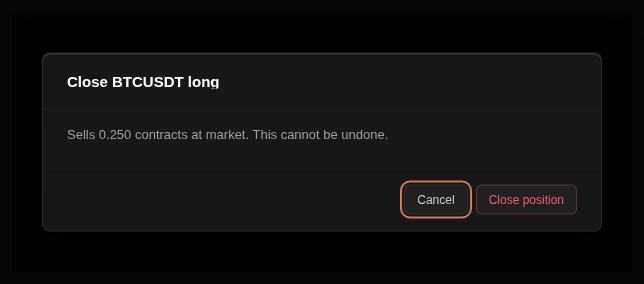 Close BTCUSDT long
Sells 0.250 contracts at market. This cannot be undone.
Cancel
Close position